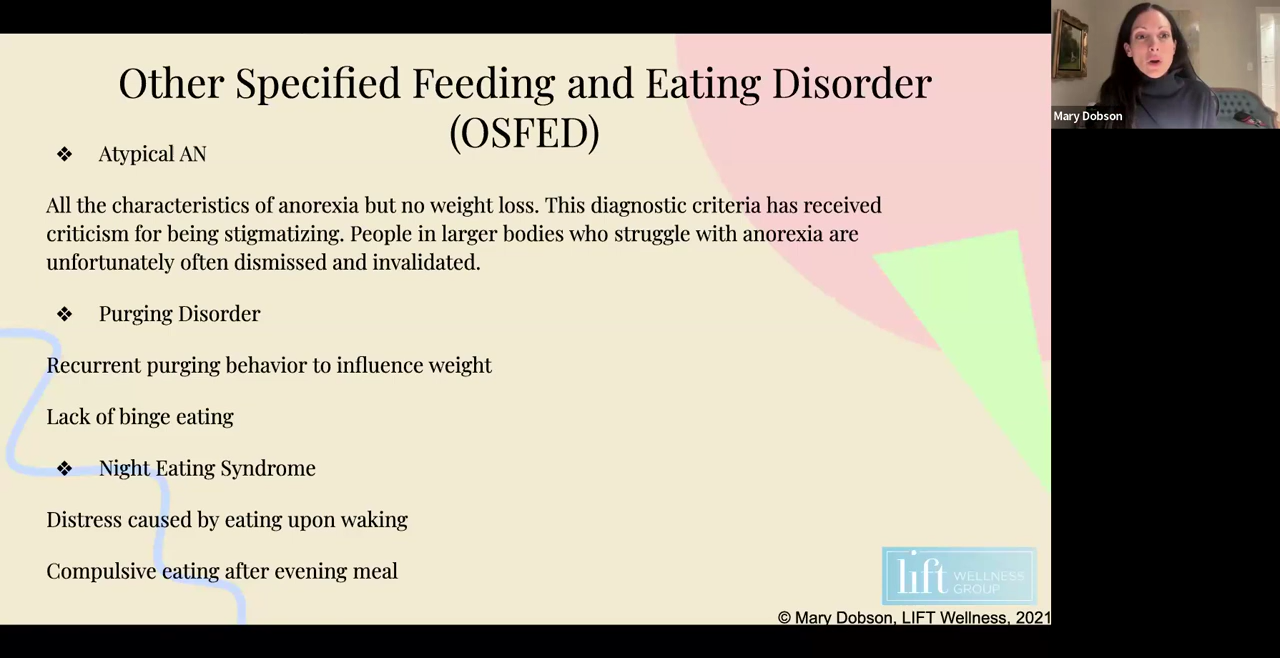 Other Specified Feeding and Eating Disorder
(OSFED)
❖ Atypical AN
All the characteristics of anorexia but no weight loss. This diagnostic criteria has received
criticism for being stigmatizing. People in larger bodies who struggle with anorexia are
unfortunately often dismissed and invalidated.
❖ Purging Disorder
Recurrent purging behavior to influence weight
Lack of binge eating
❖ Night Eating Syndrome
Distress caused by eating upon waking
Compulsive eating after evening meal
lift WELLNESS
GROUP
© Mary Dobson, LIFT Wellness, 2021
Mary Dobson